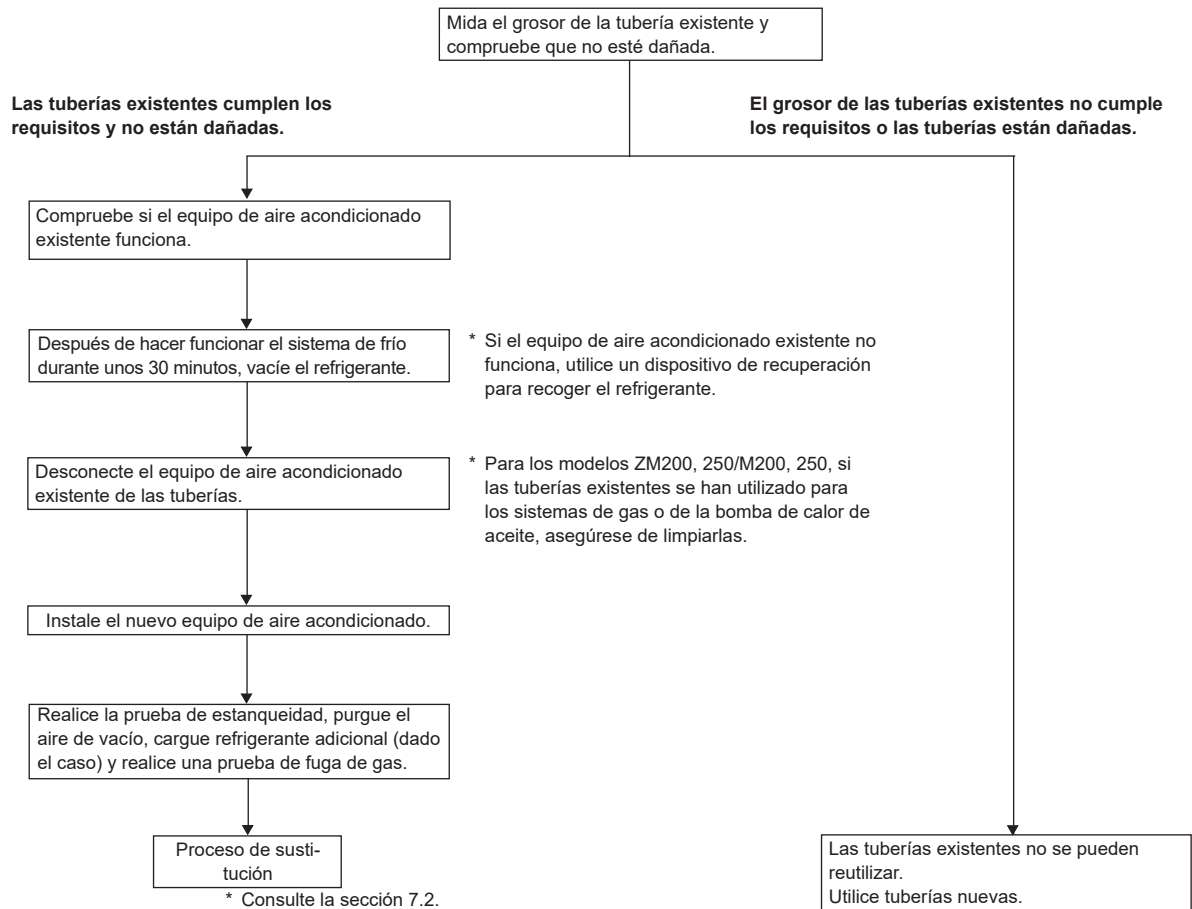 Mida el grosor de la tubería existente y
compruebe que no esté dañada.
Las tuberías existentes cumplen los
requisitos y no están dañadas.
El grosor de las tuberías existentes no cumple
los requisitos o las tuberías están dañadas.
Compruebe si el equipo de aire acondicionado
existente funciona.
Después de hacer funcionar el sistema de frío
durante unos 30 minutos, vacíe el refrigerante.
* Si el equipo de aire acondicionado existente no
funciona, utilice un dispositivo de recuperación
para recoger el refrigerante.
Desconecte el equipo de aire acondicionado
existente de las tuberías.
* Para los modelos ZM200, 250/M200, 250, si
las tuberías existentes se han utilizado para
los sistemas de gas o de la bomba de calor de
aceite, asegúrese de limpiarlas.
Instale el nuevo equipo de aire acondicionado.
Realice la prueba de estanqueidad, purgue el
aire de vacío, cargue refrigerante adicional (dado
el caso) y realice una prueba de fuga de gas.
Proceso de susti-
tución
* Consulte la sección 7.2.
Las tuberías existentes no se pueden
reutilizar.
Utilice tuberías nuevas.